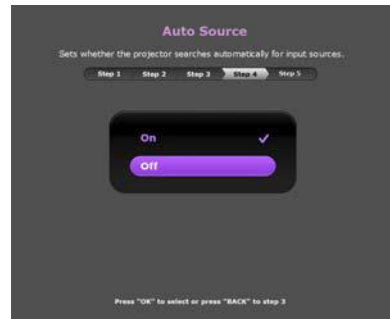 Auto Source
Sets whether the projector searches automatically for input sources.
Step 1 Step 2 Step 3 Step 4 Step 5
On
Off
Press "OK" to select or press "BACK" to step 3